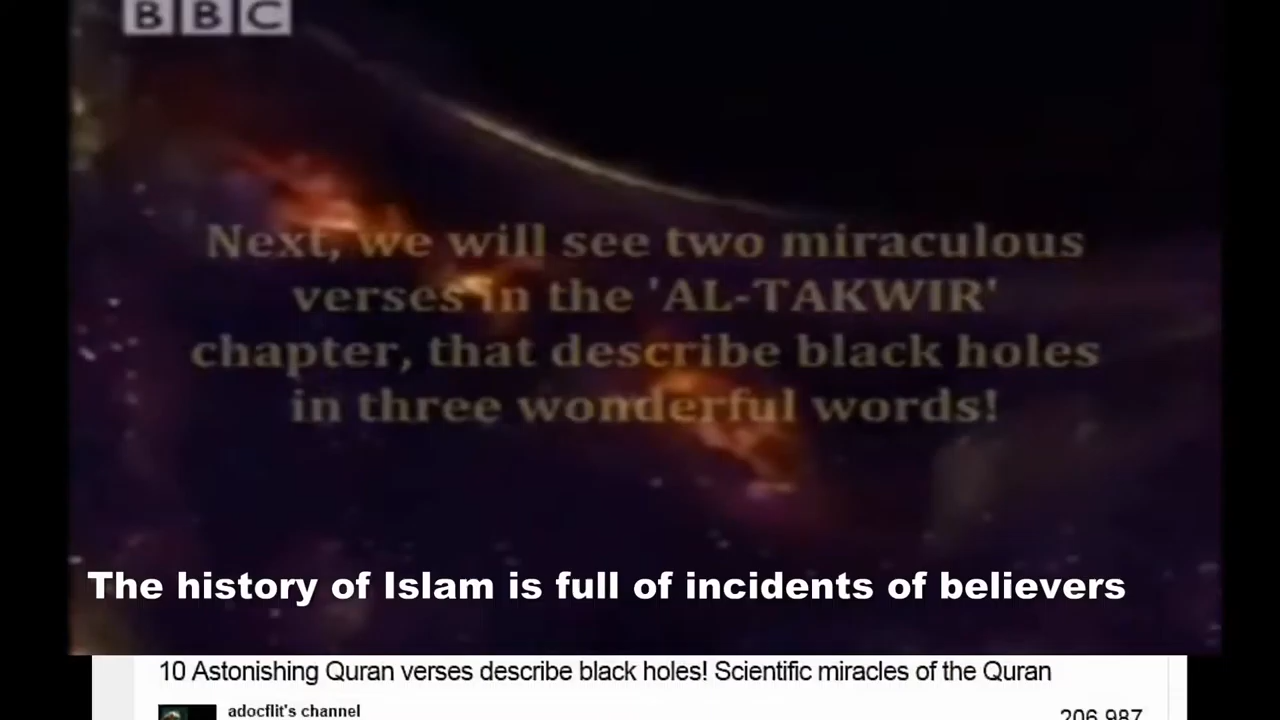 BBC
Next, we will see two miraculous
verses in the 'AL-TAKWIR'
chapter, that describe black holes
in three wonderful words!
The history of Islam is full of incidents of believers
10 Astonishing Quran verses describe black holes! Scientific miracles of the Quran
adocflit's channel
206,987